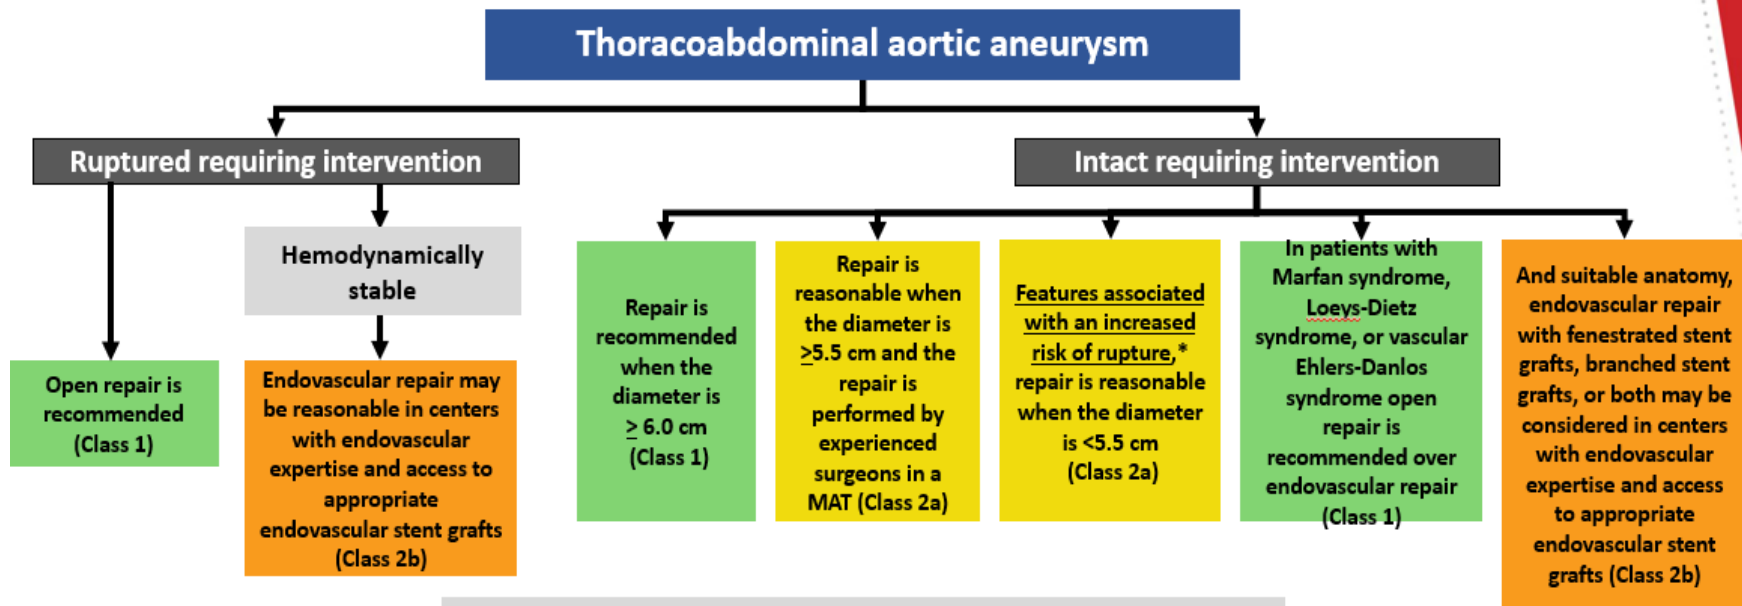 Thoracoabdominal aortic aneurysm
Ruptured requiring intervention
Intact requiring intervention
Open repair is
recommended
(Class 1)
Hemodynamically
stable
Endovascular repair may
be reasonable in centers
with endovascular
expertise and access to
appropriate
endovascular stent grafts
(Class 2b)
Repair is
recommended
when the
diameter is
≥ 6.0 cm
(Class 1)
Repair is
reasonable when
the diameter is
≥5.5 cm and the
repair is
performed by
experienced
surgeons in a
MAT (Class 2a)
Features associated
with an increased
risk of rupture,*
repair is reasonable
when the diameter
is <5.5 cm
(Class 2a)
In patients with
Marfan syndrome,
Loeys-Dietz
syndrome, or vascular
Ehlers-Danlos
syndrome open
repair is
recommended over
endovascular repair
(Class 1)
And suitable anatomy,
endovascular repair
with fenestrated stent
grafts, branched stent
grafts, or both may be
considered in centers
with endovascular
expertise and access
to appropriate
endovascular stent
grafts (Class 2b)